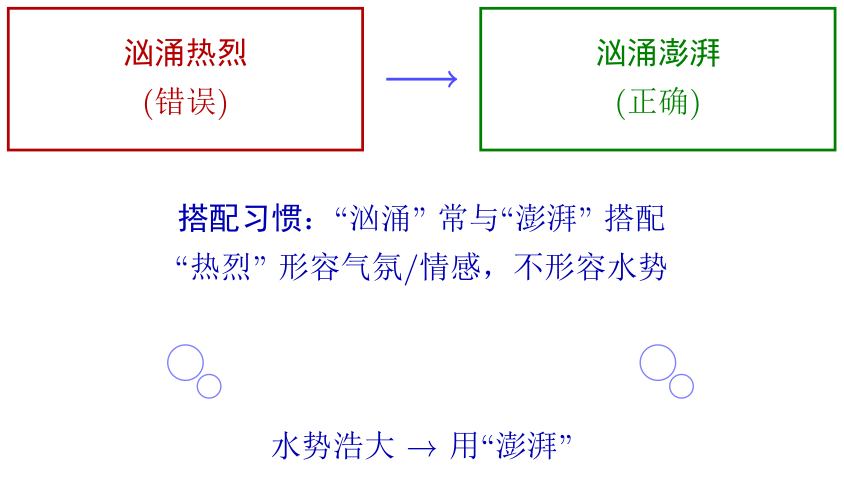 汹涌热烈
(错误)
汹涌澎湃
(正确)
搭配习惯：“汹涌” 常与“澎湃” 搭配
“热烈” 形容气氛/情感，不形容水势
水势浩大 → 用“澎湃”